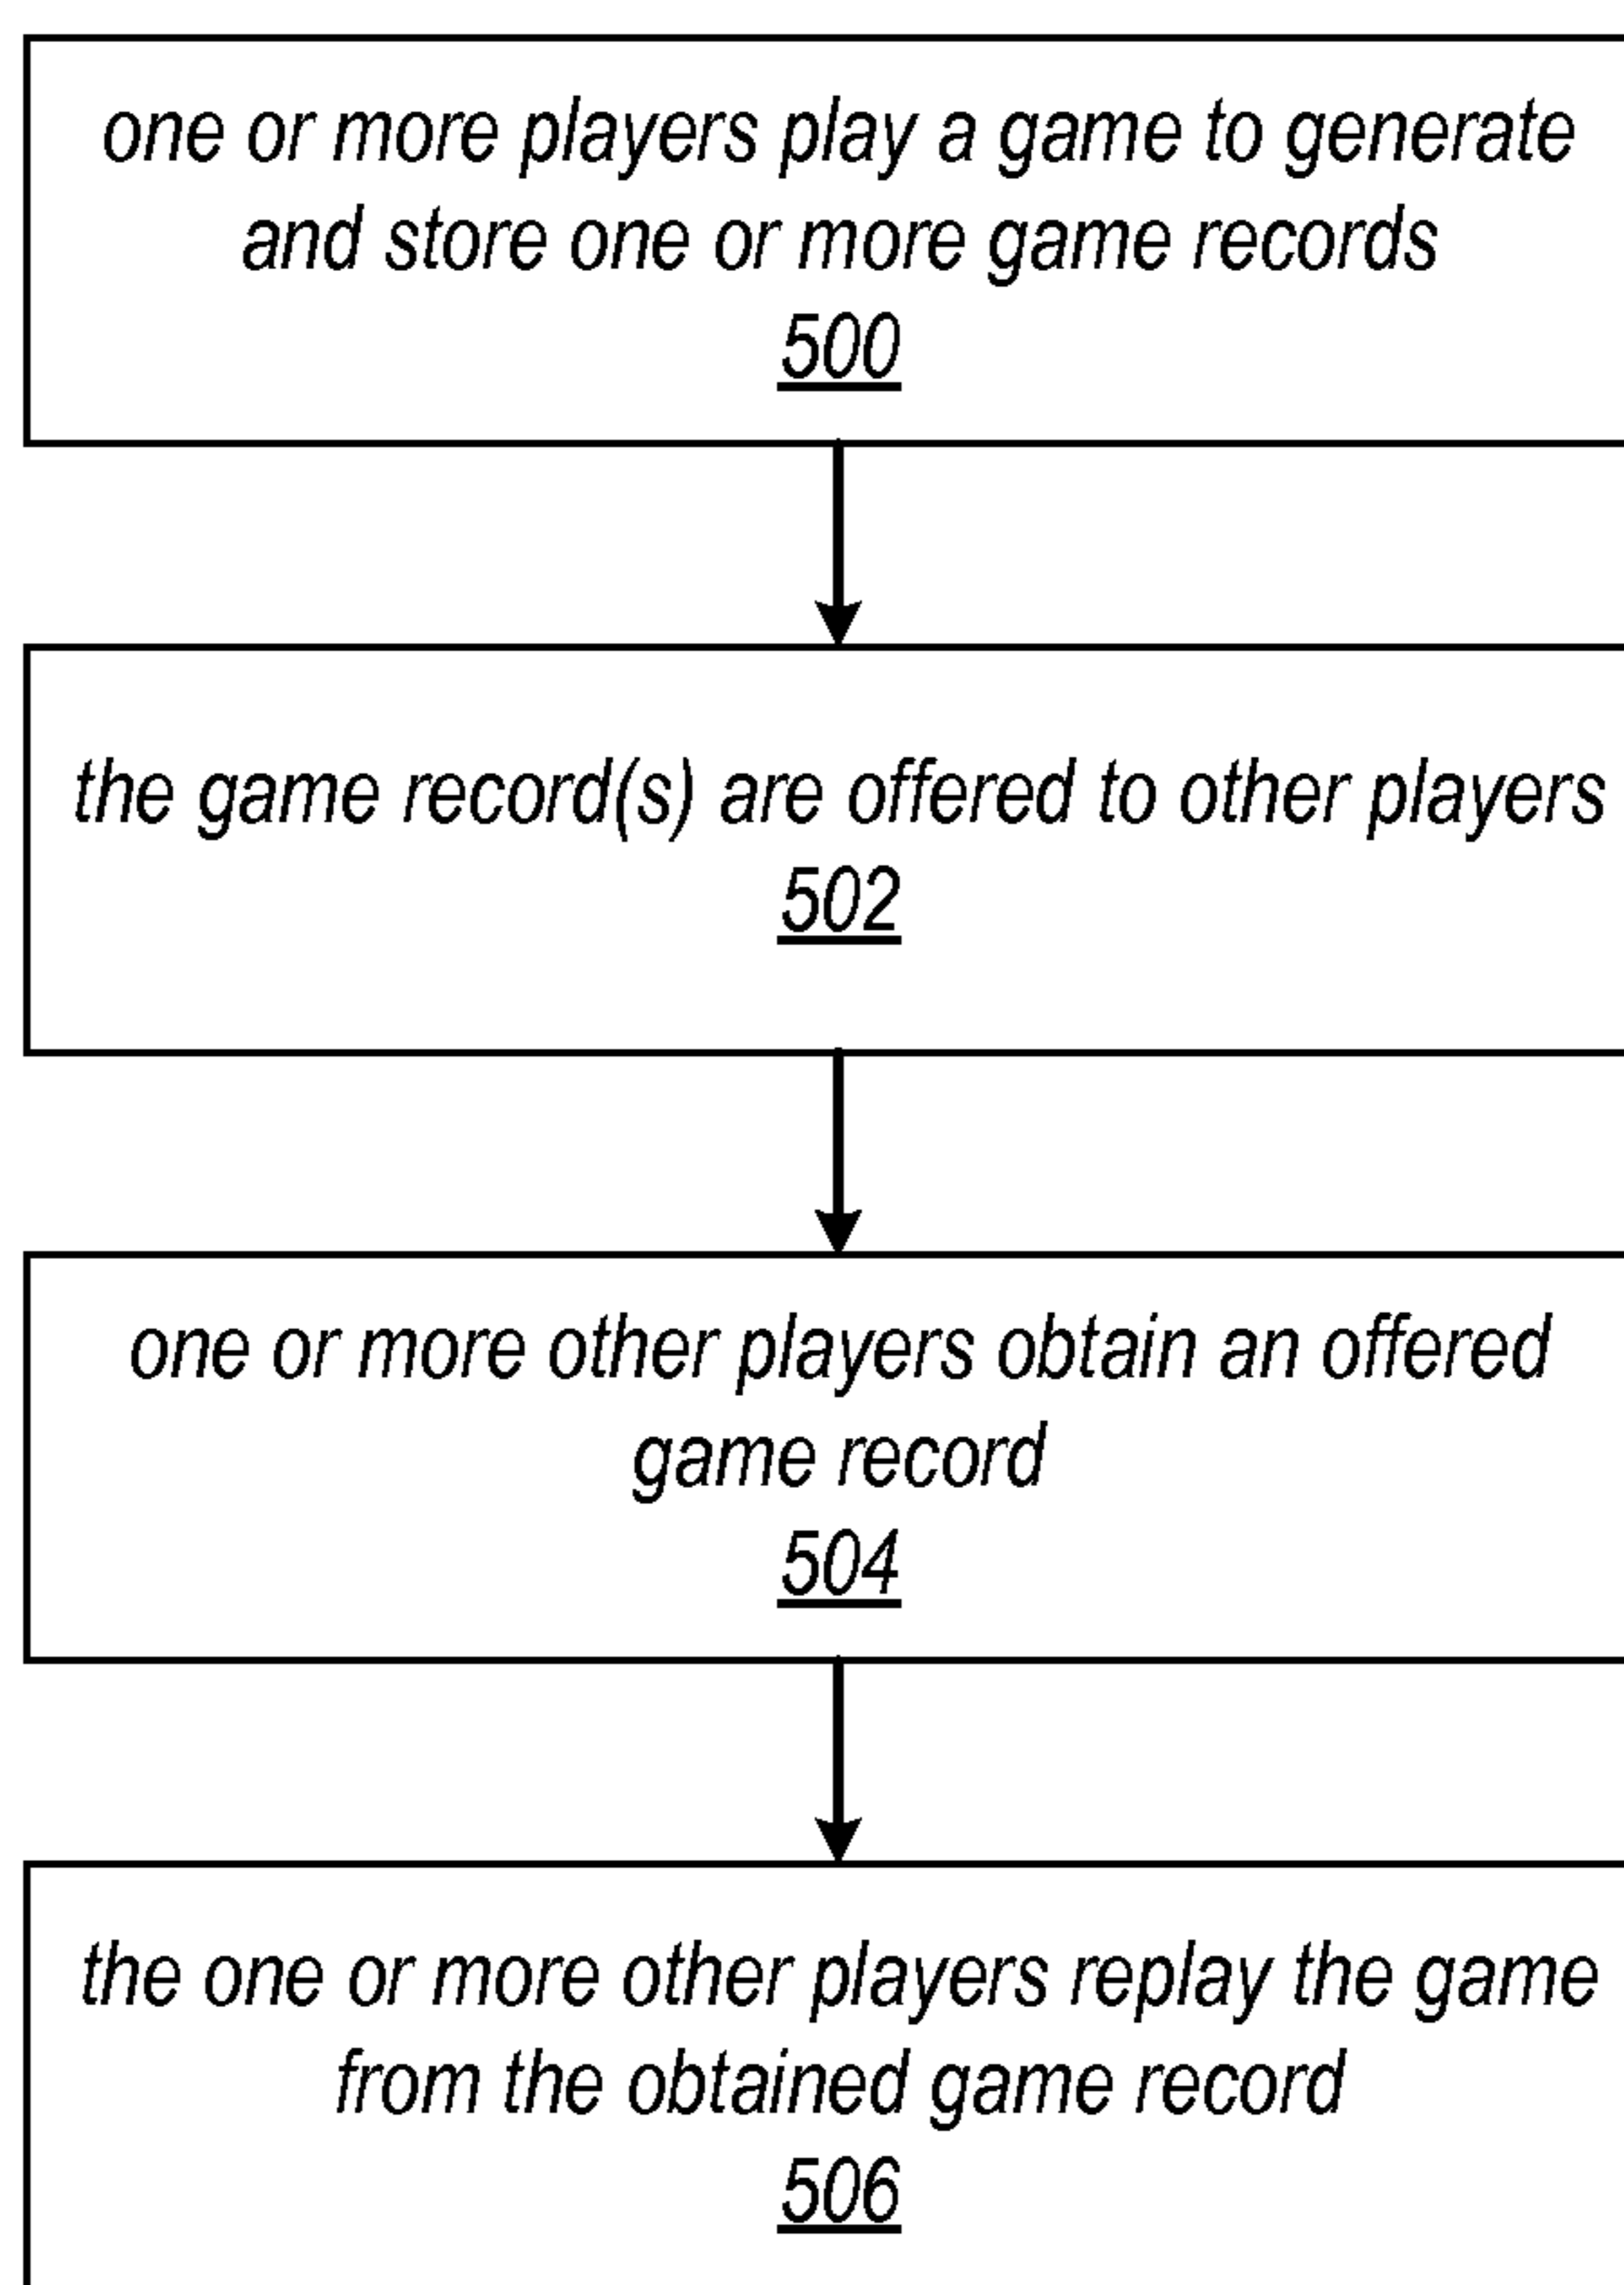 one or more players play a game to generate
and store one or more game records
500
the game record(s) are offered to other players
502
one or more other players obtain an offered
game record
504
the one or more other players replay the game
from the obtained game record
506